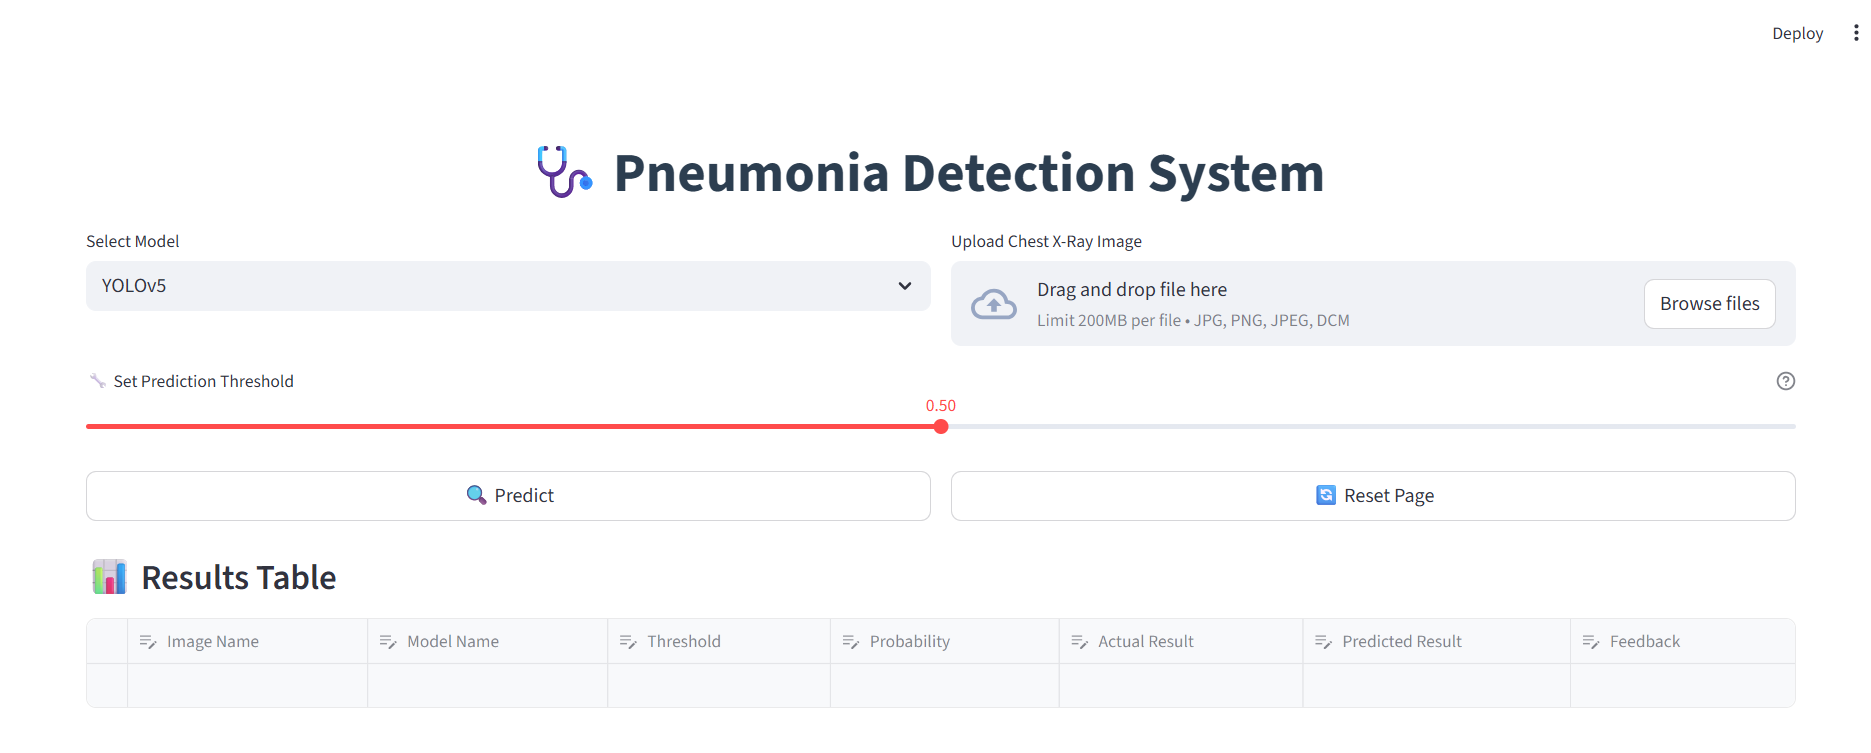 Deploy
Pneumonia Detection System
Select Model
YOLOv5
Upload Chest X-Ray Image
Drag and drop file here
Limit 200MB per file • JPG, PNG, JPEG, DCM
Browse files
Set Prediction Threshold
0.50
Predict
Reset Page
Results Table
Image Name Model Name Threshold Probability Actual Result Predicted Result Feedback